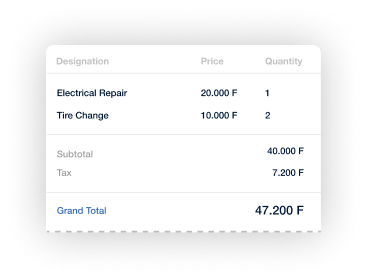 Designation Price Quantity
Electrical Repair 20.000 F 1
Tire Change 10.000 F 2
Subtotal 40.000 F
Tax 7.200 F
Grand Total 47.200 F